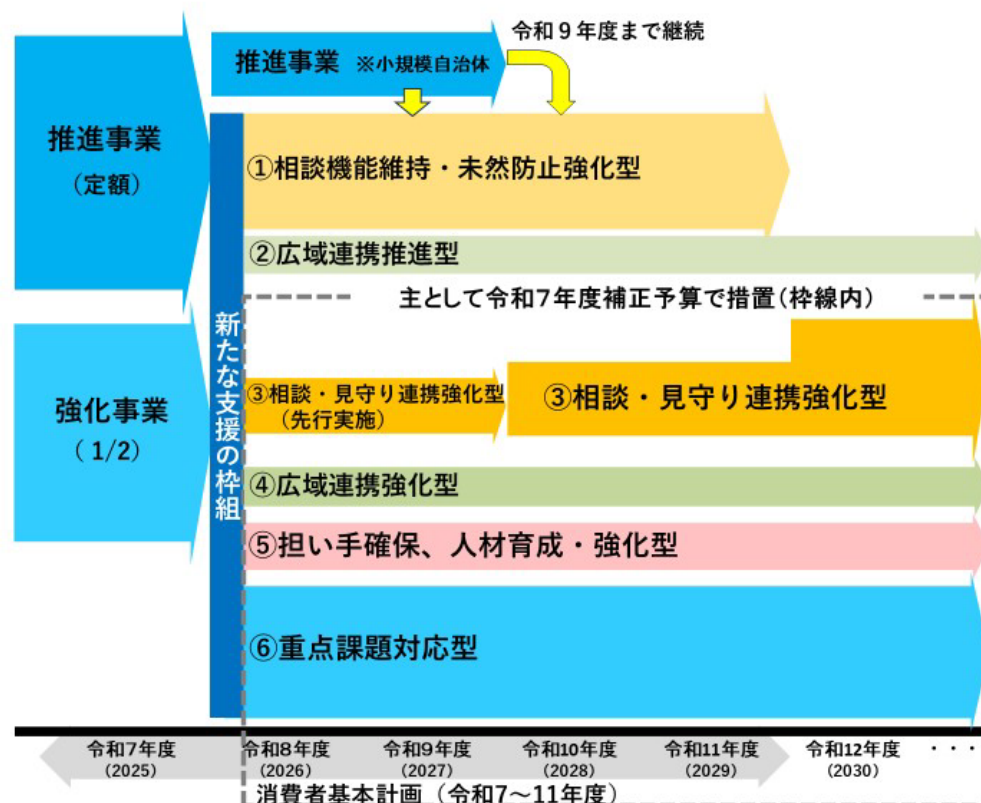 令和９年度まで継続
推進事業 ※小規模自治体
推進事業
（定額）
①相談機能維持・未然防止強化型
②広域連携推進型
主として令和７年度補正予算で措置（枠線内）
新たな支援の枠組
強化事業
（ 1/2）
③相談・見守り連携強化型
（先行実施）
③相談・見守り連携強化型
④広域連携強化型
⑤担い手確保、人材育成・強化型
⑥重点課題対応型
令和7年度
（2025）
令和８年度
（2026）
令和９年度
（2027）
令和10年度
（2028）
令和11年度
（2029）
令和12年度
（2030）
・・・
消費者基本計画（令和7～11年度）